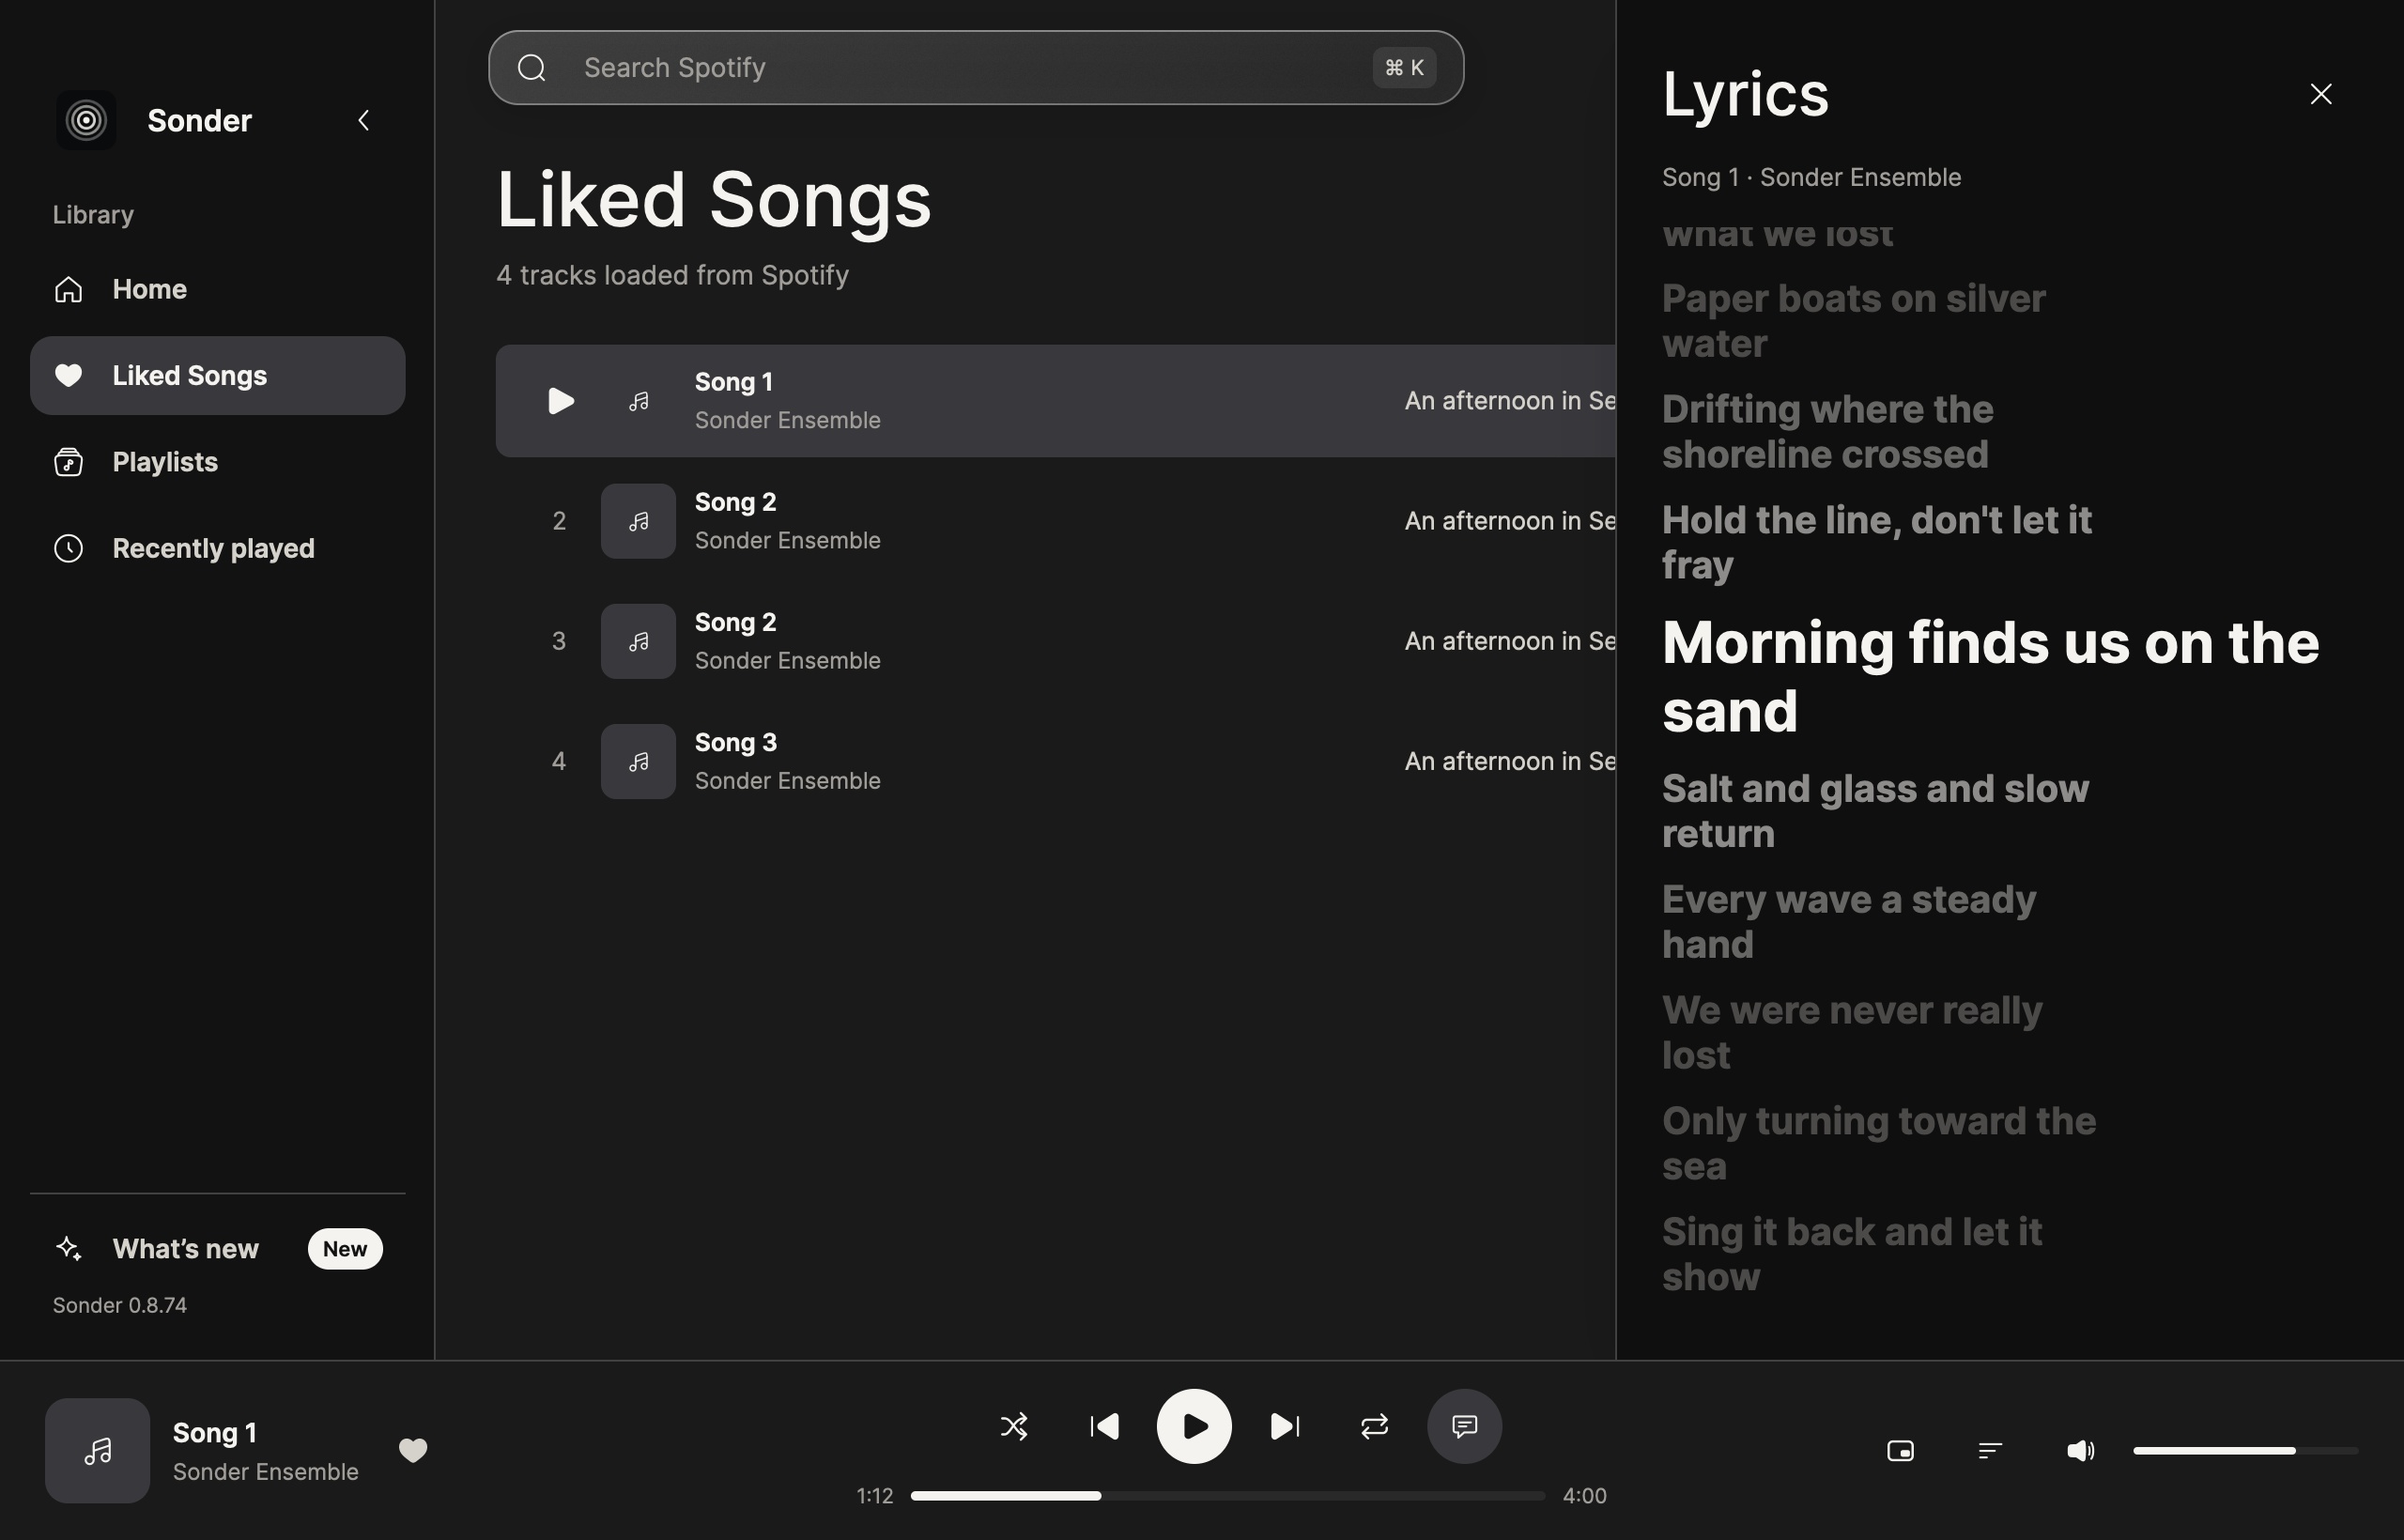 Sonder
Library
Home
Liked Songs
Playlists
Recently played
What's new
New
Sonder 0.8.74
Search Spotify
⌘ K
Liked Songs
4 tracks loaded from Spotify
Song 1
Sonder Ensemble
An afternoon in Se
2
Song 2
Sonder Ensemble
An afternoon in Se
3
Song 2
Sonder Ensemble
An afternoon in Se
4
Song 3
Sonder Ensemble
An afternoon in Se
Lyrics
Song 1 · Sonder Ensemble
what we lost
Paper boats on silver
water
Drifting where the
shoreline crossed
Hold the line, don't let it
fray
Morning finds us on the
sand
Salt and glass and slow
return
Every wave a steady
hand
We were never really
lost
Only turning toward the
sea
Sing it back and let it
show
Song 1
Sonder Ensemble
1:12
4:00